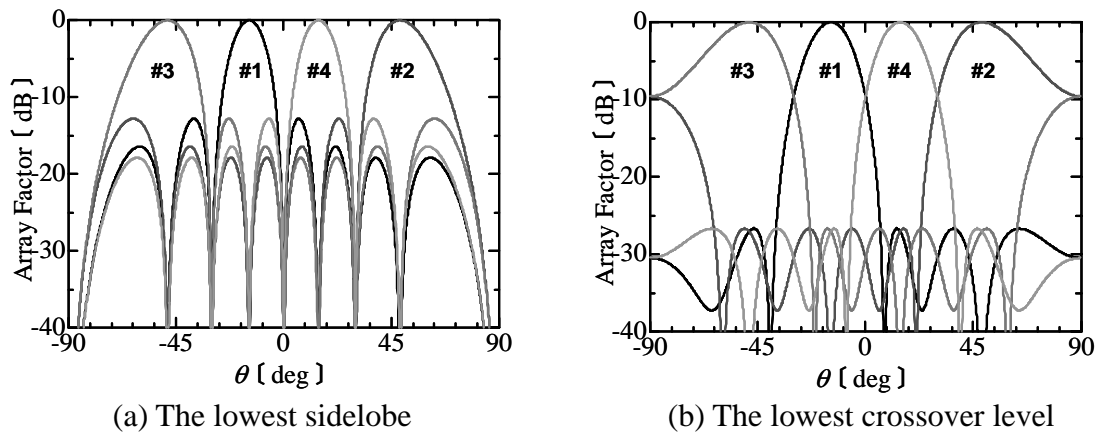 0
-10
-20
-30
-40
Array Factor〔dB〕
#3 #1 #4 #2
-90 -45 0 45 90
θ〔deg〕
(a) The lowest sidelobe
0
-10
-20
-30
-40
Array Factor〔dB〕
#3 #1 #4 #2
-90 -45 0 45 90
θ〔deg〕
(b) The lowest crossover level